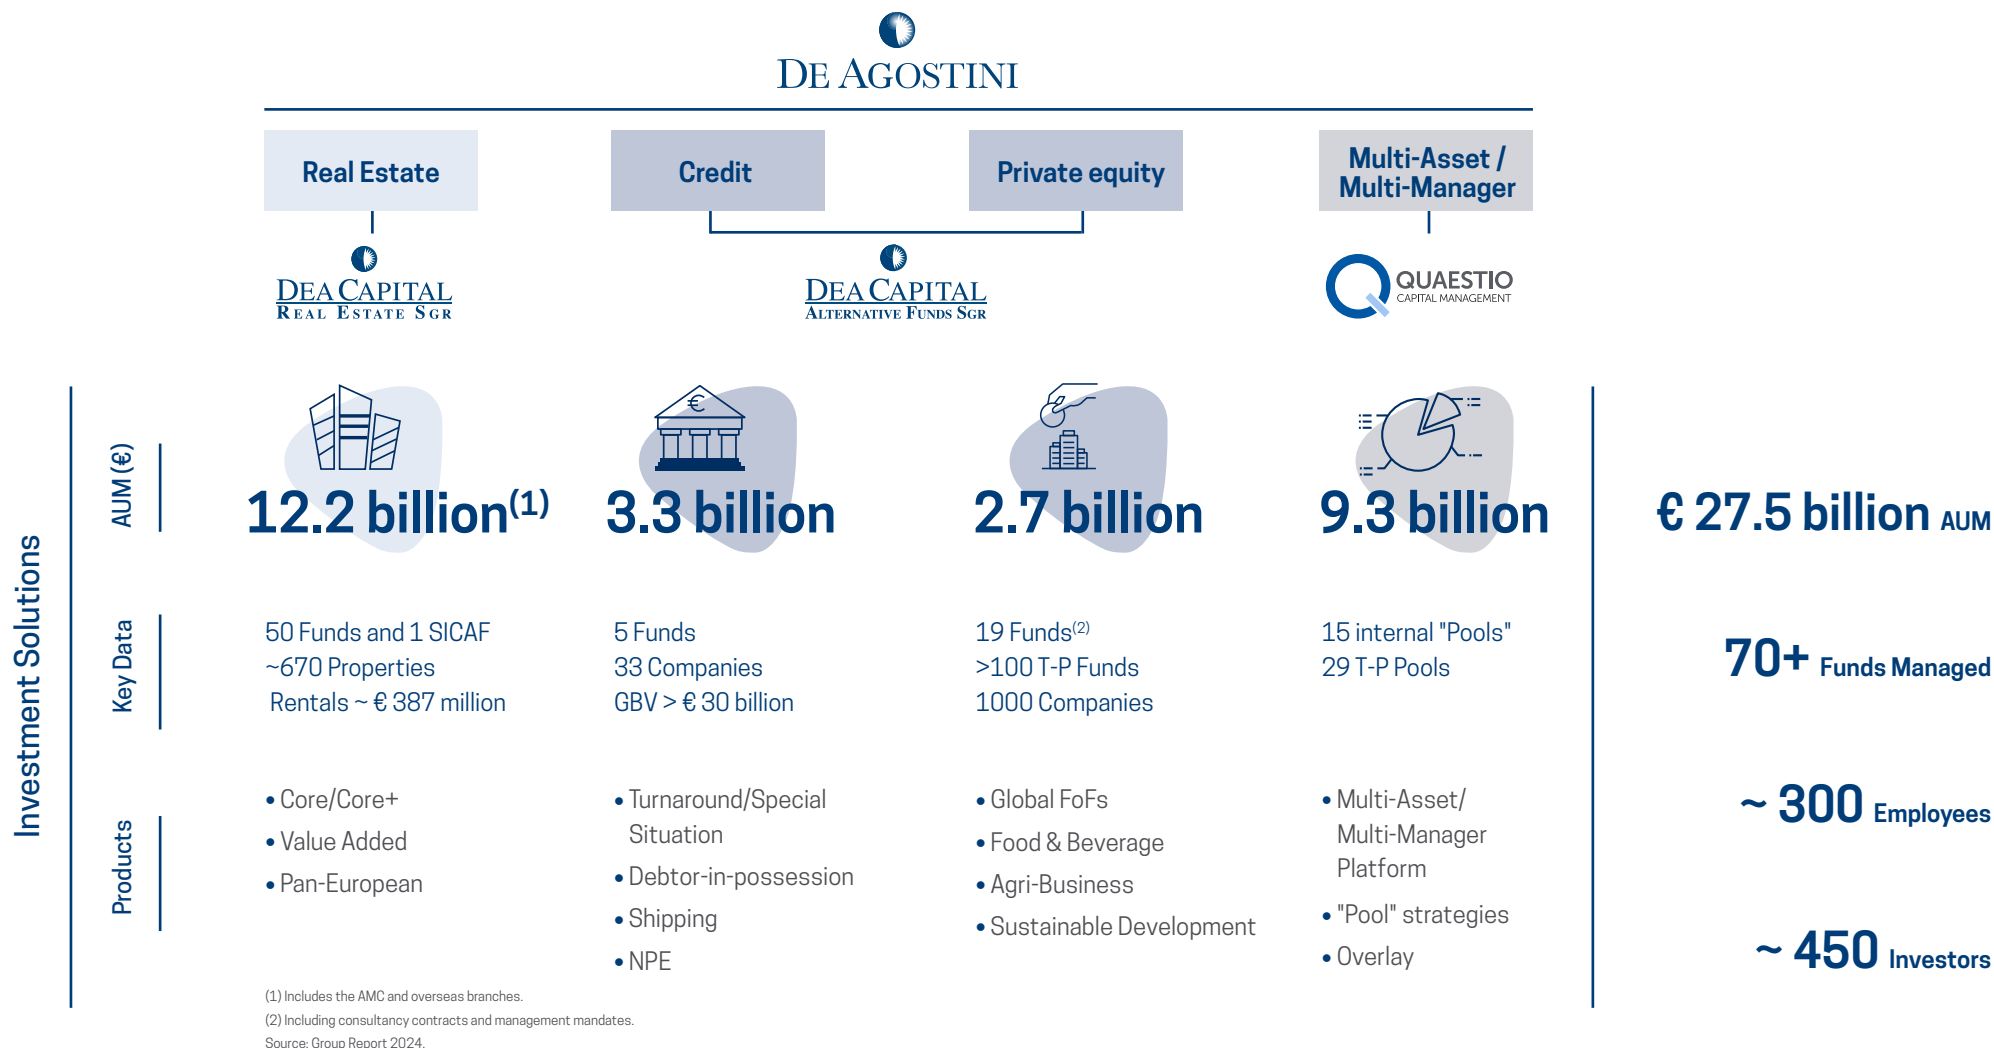 DE AGOSTINI
Real Estate
Credit
Private equity
Multi-Asset /
Multi-Manager
DEA CAPITAL
REAL ESTATE SGR
DEA CAPITAL
ALTERNATIVE FUNDS SGR
QUAESTIO
CAPITAL MANAGEMENT
Investment Solutions
AUM (€)
€
12.2 billion(1)
3.3 billion
2.7 billion
9.3 billion
€ 27.5 billion AUM
Key Data
50 Funds and 1 SICAF
~670 Properties
Rentals ~ € 387 million
5 Funds
33 Companies
GBV > € 30 billion
19 Funds(2)
>100 T-P Funds
1000 Companies
15 internal "Pools"
29 T-P Pools
70+ Funds Managed
Products
• Core/Core+
• Value Added
• Pan-European
• Turnaround/Special
Situation
• Debtor-in-possession
• Shipping
• NPE
• Global FoFs
• Food & Beverage
• Agri-Business
• Sustainable Development
• Multi-Asset/
Multi-Manager
Platform
• "Pool" strategies
• Overlay
~ 300 Employees
~ 450 Investors
(1) Includes the AMC and overseas branches.
(2) Including consultancy contracts and management mandates.
Source: Group Report 2024.